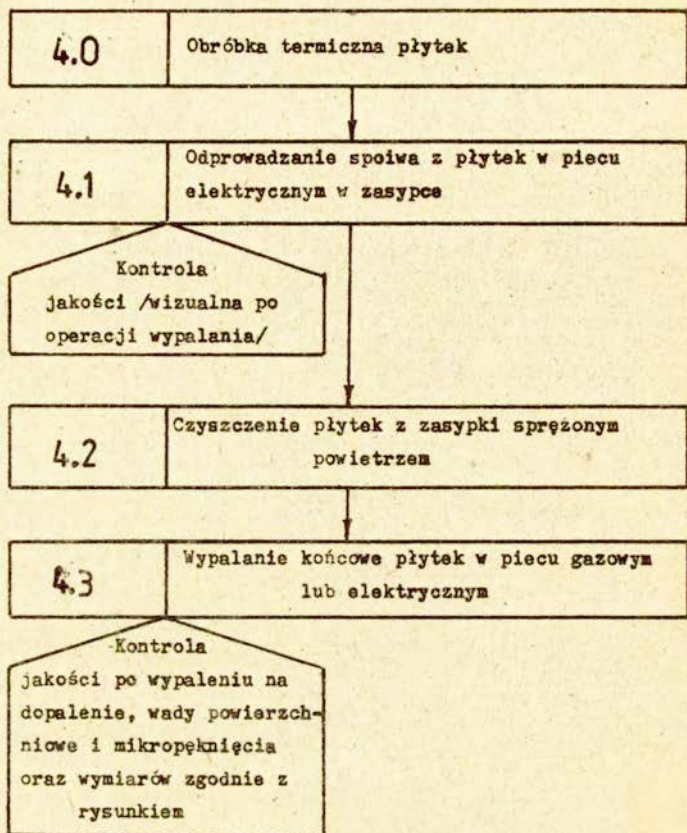 4.0 Obróbka termiczna płytek
4.1 Odprowadzanie spoiwa z płytek w piecu
elektrycznym w zasypce
Kontrola
jakości /wizualna po
operacji wypalania/
4.2 Czyszczenie płytek z zasypki sprężonym
powietrzem
4.3 Wypalanie końcowe płytek w piecu gazowym
lub elektrycznym
Kontrola
jakości po wypaleniu na
dopalenie, wady powierzch-
niowe i mikropęknięcia
oraz wymiarów zgodnie z
rysunkiem